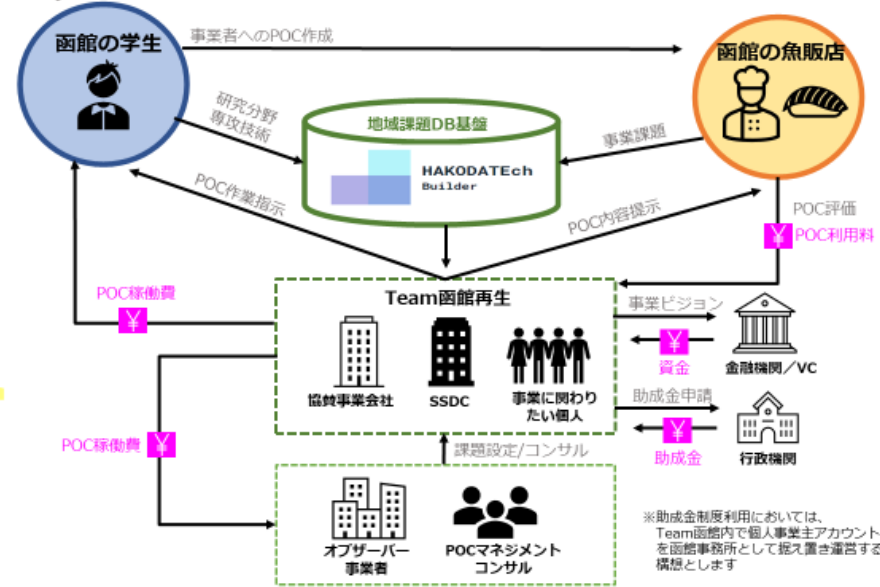 函館の学生
事業者へのPOC作成
函館の魚販店
研究分野
専攻技術
地域課題DB基盤
事業課題
HAKODATEch
Builder
POC作業指示
POC内容提示
POC評価
¥ POC利用料
POC稼働費
¥
Team函館再生
協賛事業会社
SSDC
事業に関わり
たい個人
事業ビジョン
¥
資金
金融機関／VC
助成金申請
¥
助成金
行政機関
POC稼働費 ¥
課題設定/コンサル
オブザーバー
事業者
POCマネジメント
コンサル
※助成金制度利用においては、
Team函館内で個人事業主アカウント
を函館事務所として据え置き運営する
構想とします